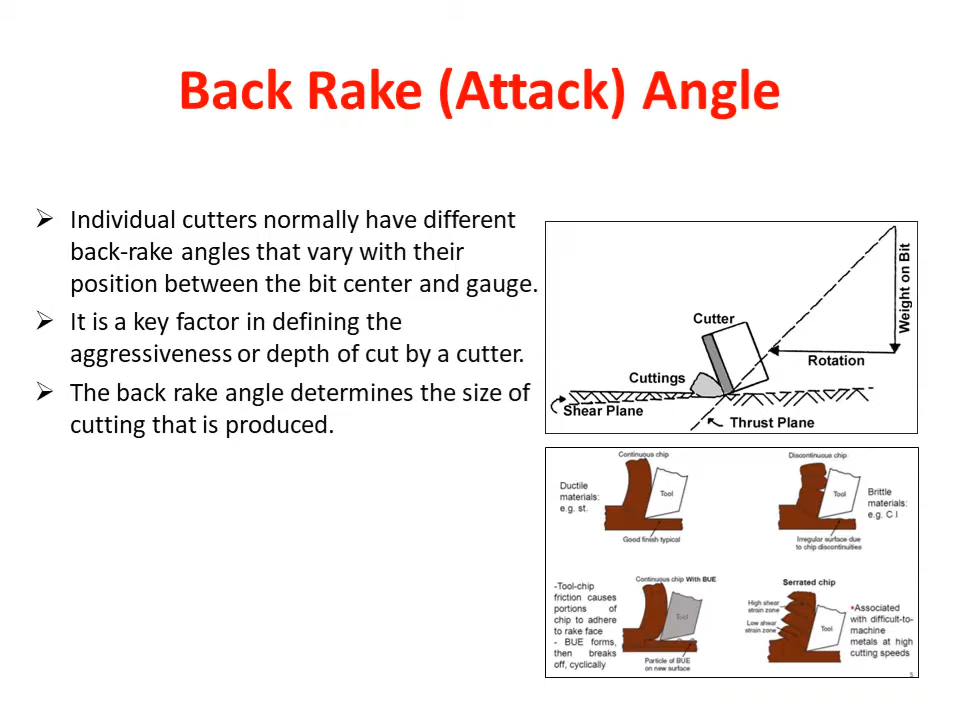 Back Rake (Attack) Angle
➢ Individual cutters normally have different
back-rake angles that vary with their
position between the bit center and gauge.
➢ It is a key factor in defining the
aggressiveness or depth of cut by a cutter.
➢ The back rake angle determines the size of
cutting that is produced.
Weight on Bit
Cutter
Rotation
Cuttings
Shear Plane
Thrust Plane
Continuous chip
Ductile
materials:
e.g. st.
Tool
Good finish typical
Discontinuous chip
Tool
Brittle
materials:
e.g. C I
Irregular surface due
to chip discontinuities
Continuous chip With BUE
-Tool-chip
friction causes
portions of
chip to adhere
to rake face
- BUE forms,
then breaks
off, cyclically
Tool
Particle of BUE
on new surface
Serrated chip
High shear
strain zone
Low shear
strain zone
Tool
•Associated
with difficult-to-
machine
metals at high
cutting speeds
5